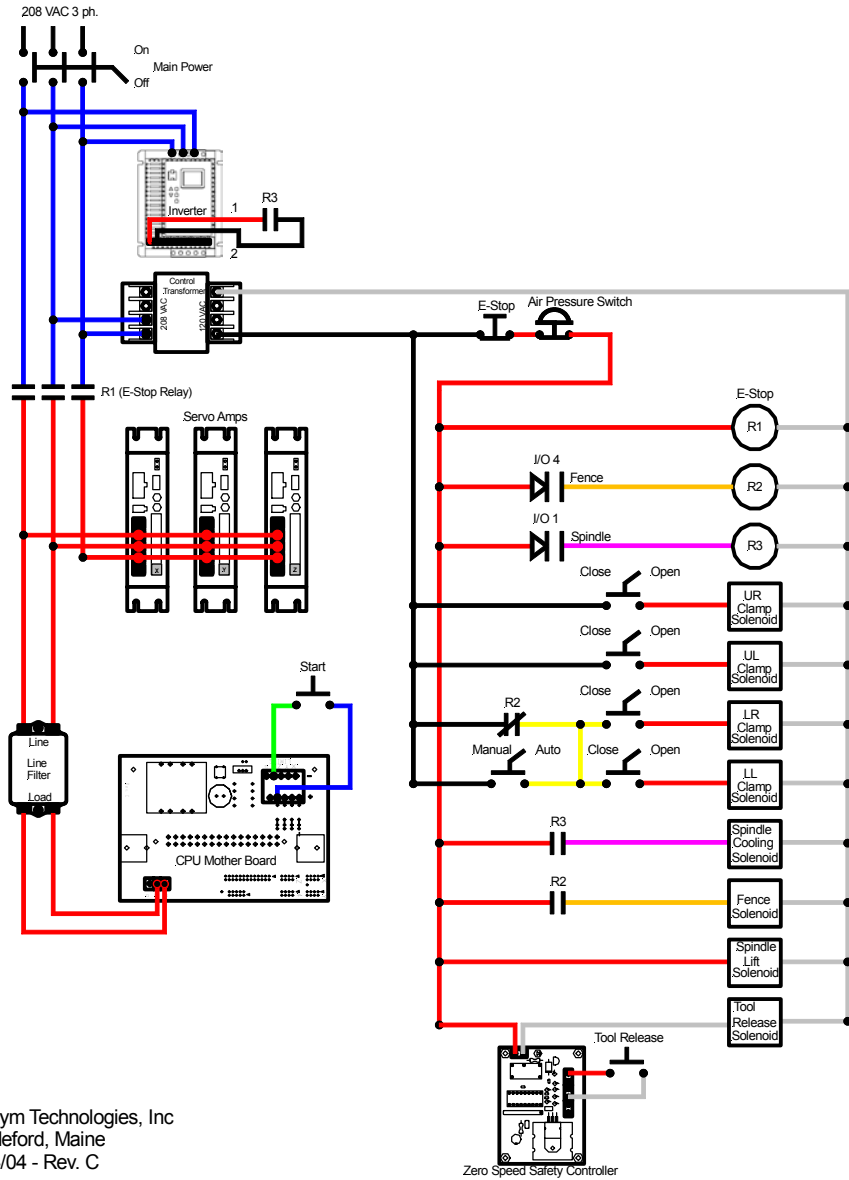 208 VAC 3 ph.
On
Main Power
Off
Inverter
1
R3
2
Control
Transformer
208 VAC
120 VAC
E-Stop
Air Pressure Switch
R1 (E-Stop Relay)
E-Stop
R1
Servo Amps
I/O 4
Fence
R2
I/O 1
Spindle
R3
X
Y
Z
Close
Open
UR
Clamp
Solenoid
Close
Open
UL
Clamp
Solenoid
Start
R2
Close
Open
LR
Clamp
Solenoid
Manual
Auto
Close
Open
LL
Clamp
Solenoid
Line
Line
Filter
Load
- 
+
CPU Mother Board
R3
Spindle
Cooling
Solenoid
R2
Fence
Solenoid
Spindle
Lift
Solenoid
Tool
Release
Solenoid
Tool Release
Zero Speed Safety Controller
ym Technologies, Inc
eford, Maine
/04 - Rev. C